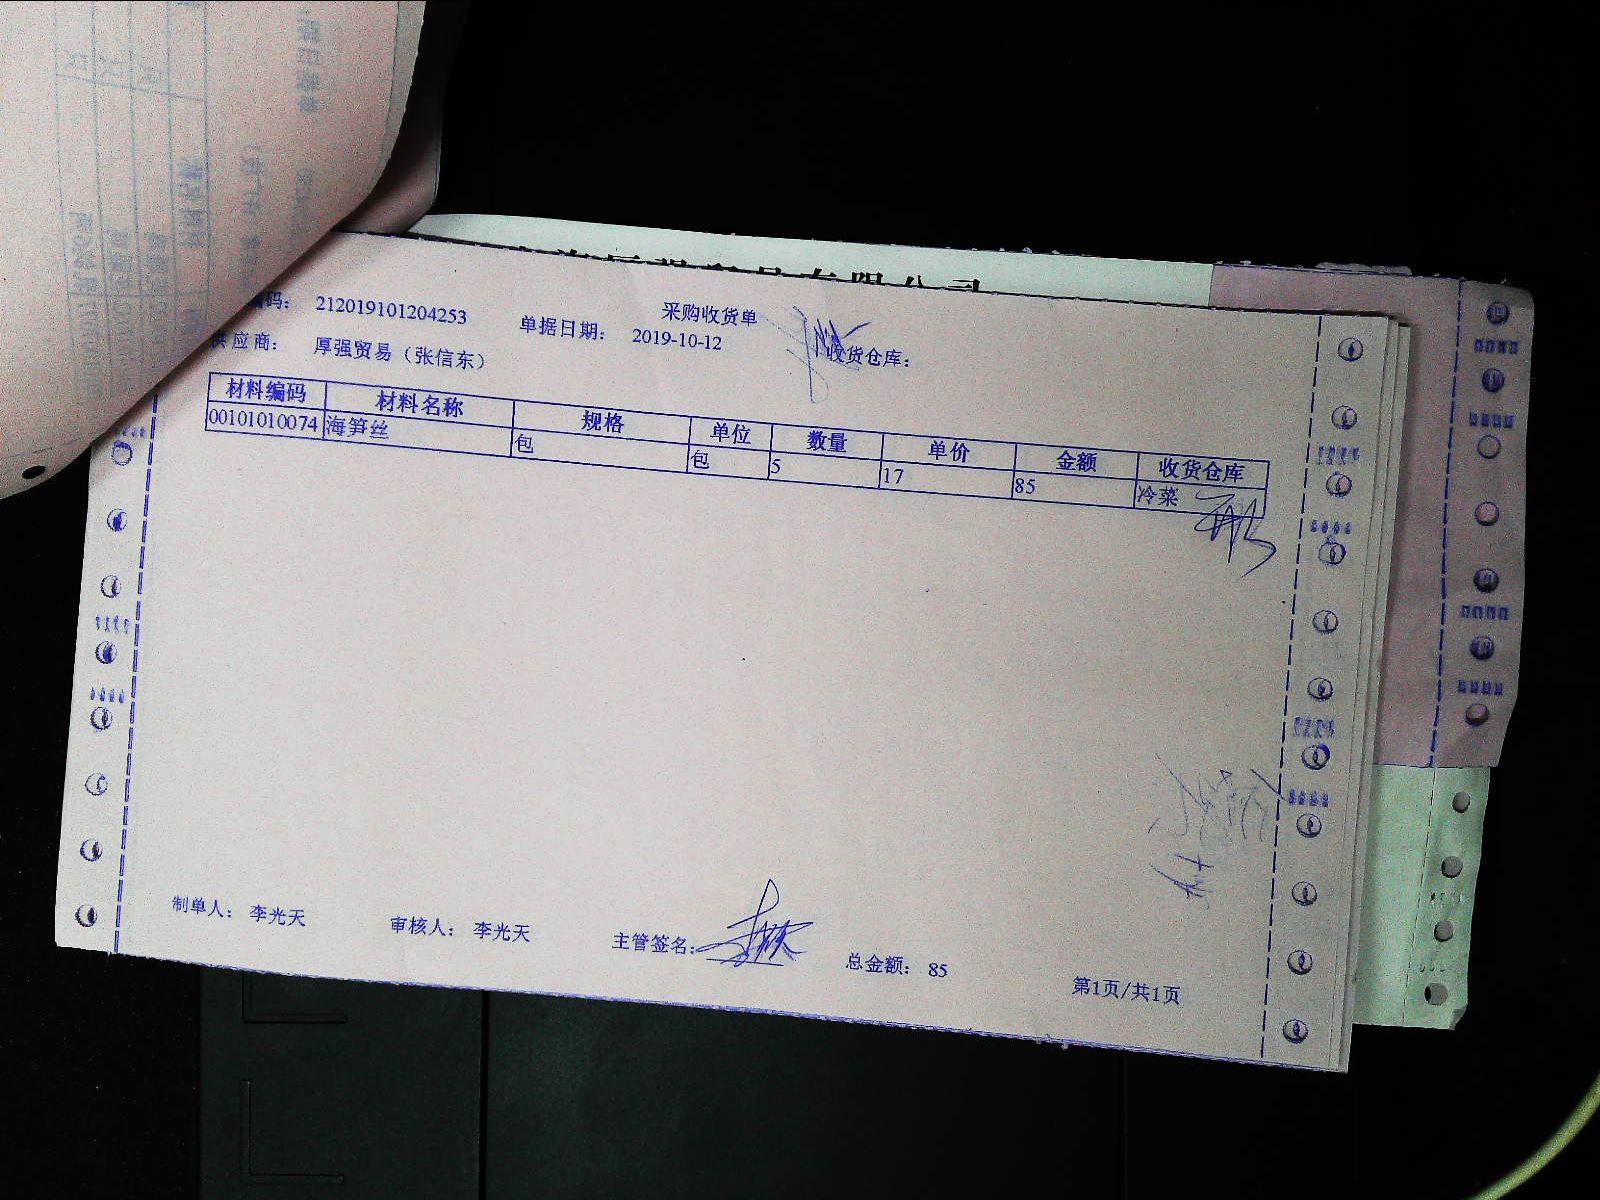 采购收货单
编码： 212019101204253 单据日期： 2019-10-12 收货仓库：
供应商： 厚强贸易（张信东）
材料编码 材料名称 规格 单位 数量 单价 金额 收货仓库
00101010074 海笋丝 包 包 5 17 85 冷菜
制单人： 李光天 审核人： 李光天 主管签名： 总金额： 85
第1页/共1页